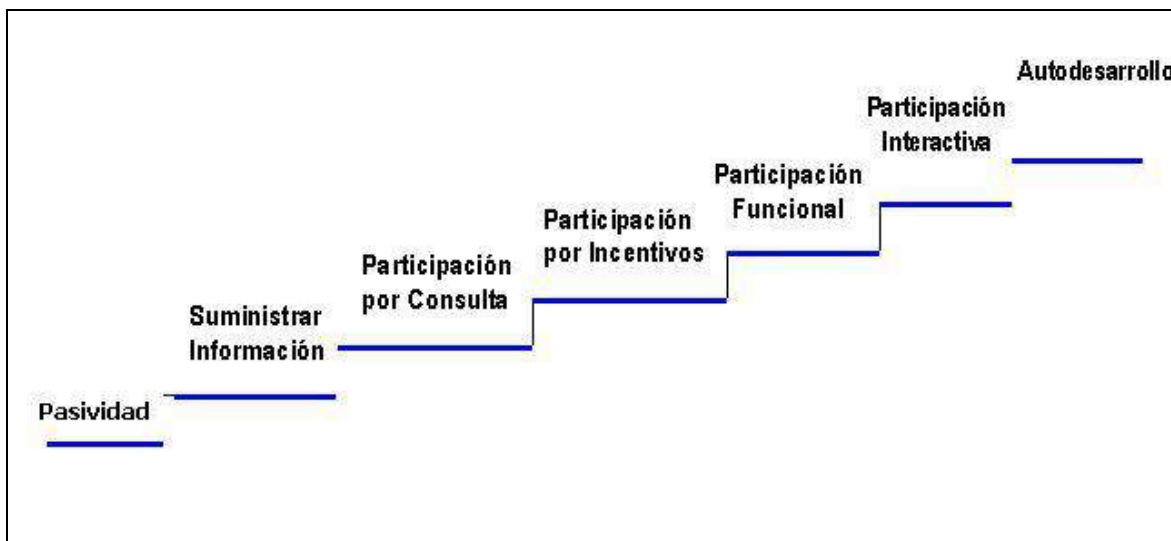 Pasividad
Suministrar
Información
Participación
por Consulta
Participación
por Incentivos
Participación
Funcional
Participación
Interactiva
Autodesarrollo